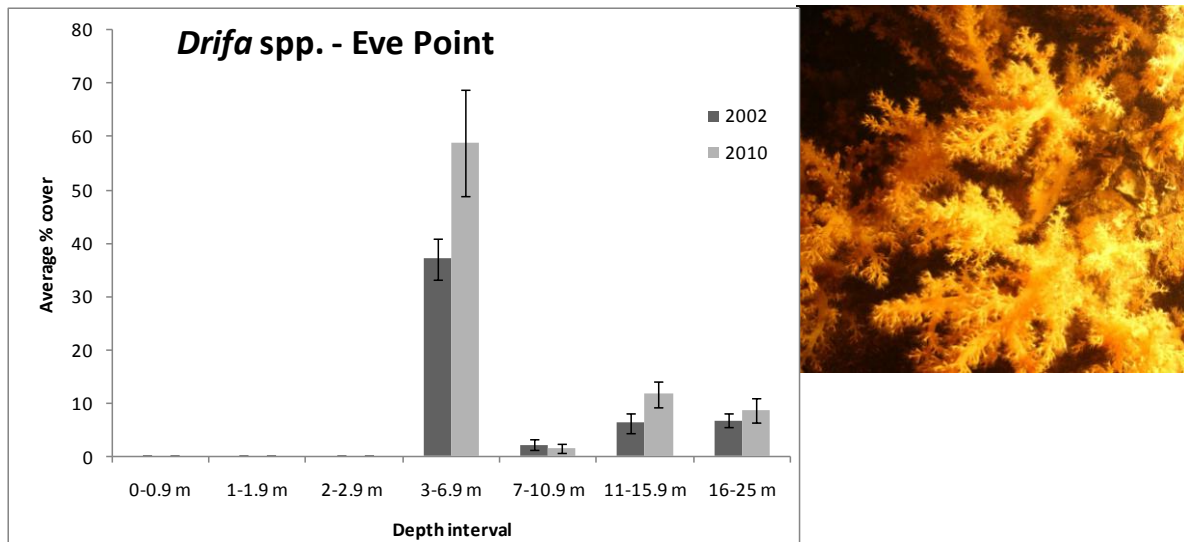 Drifa spp. - Eve Point
80
70
60
50
40
30
20
10
0
Average % cover
2002
2010
0-0.9 m 1-1.9 m 2-2.9 m 3-6.9 m 7-10.9 m 11-15.9 m 16-25 m
Depth interval